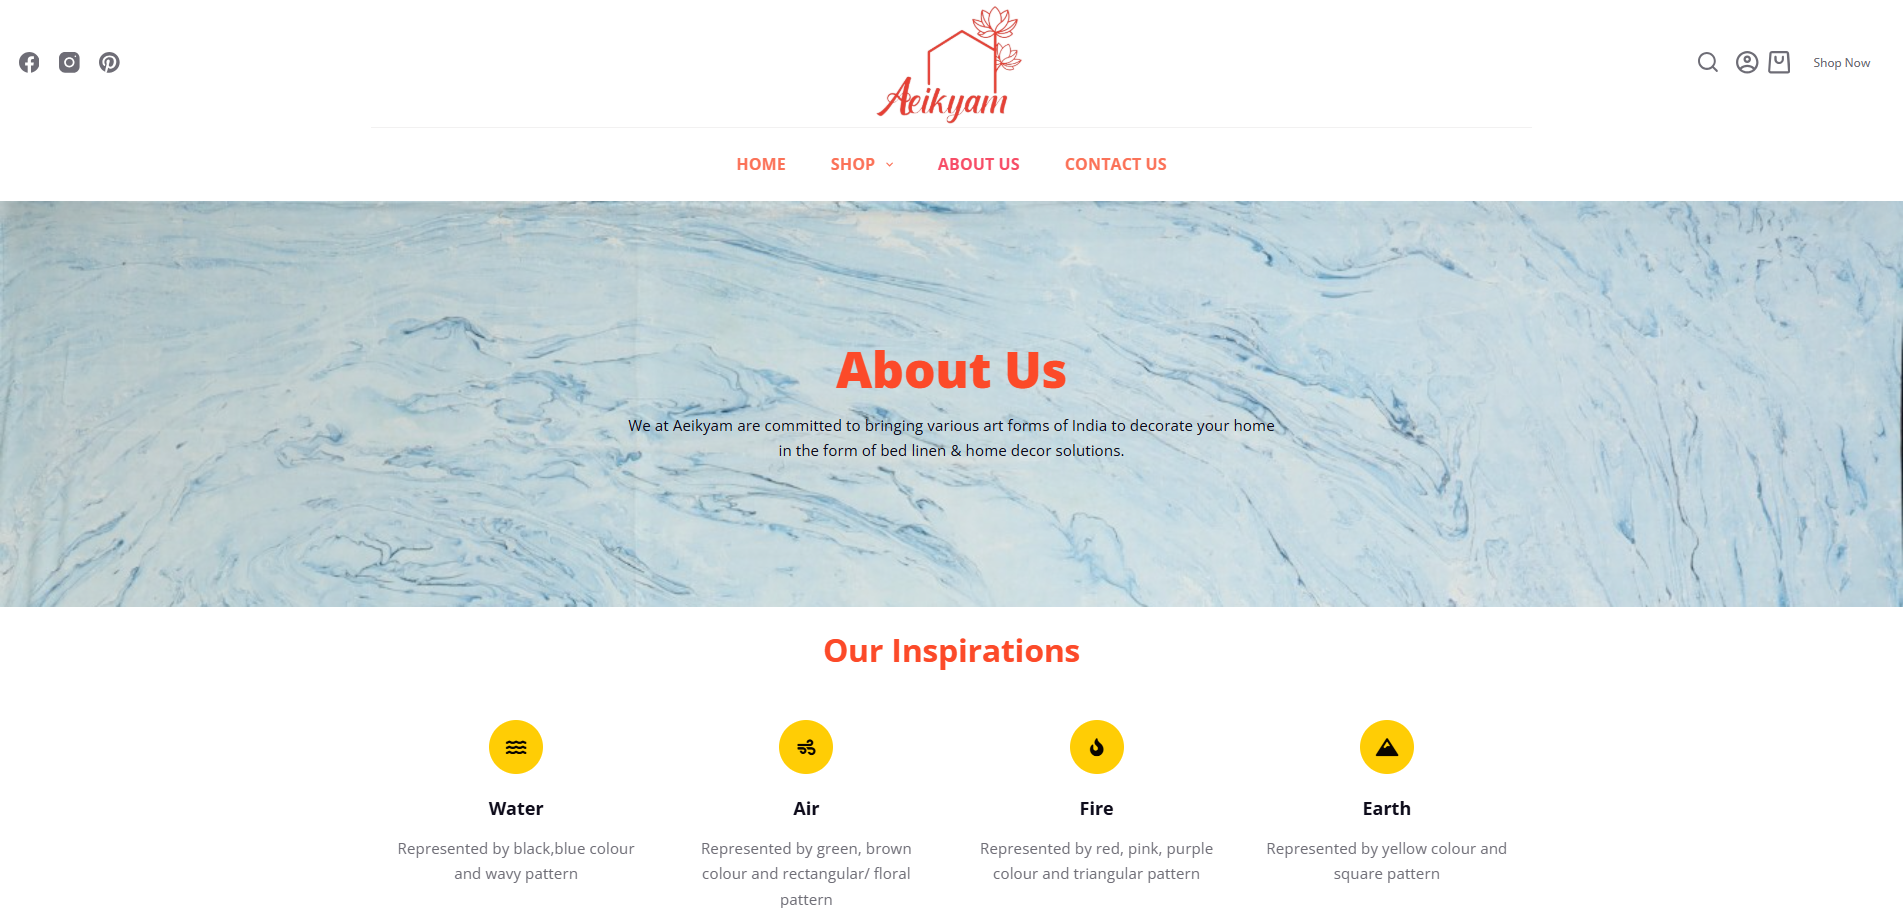 Aeikyam
Shop Now
HOME SHOP ABOUT US CONTACT US
About Us
We at Aeikyam are committed to bringing various art forms of India to decorate your home
in the form of bed linen & home decor solutions.
Our Inspirations
Water
Represented by black,blue colour
and wavy pattern
Air
Represented by green, brown
colour and rectangular/ floral
pattern
Fire
Represented by red, pink, purple
colour and triangular pattern
Earth
Represented by yellow colour and
square pattern